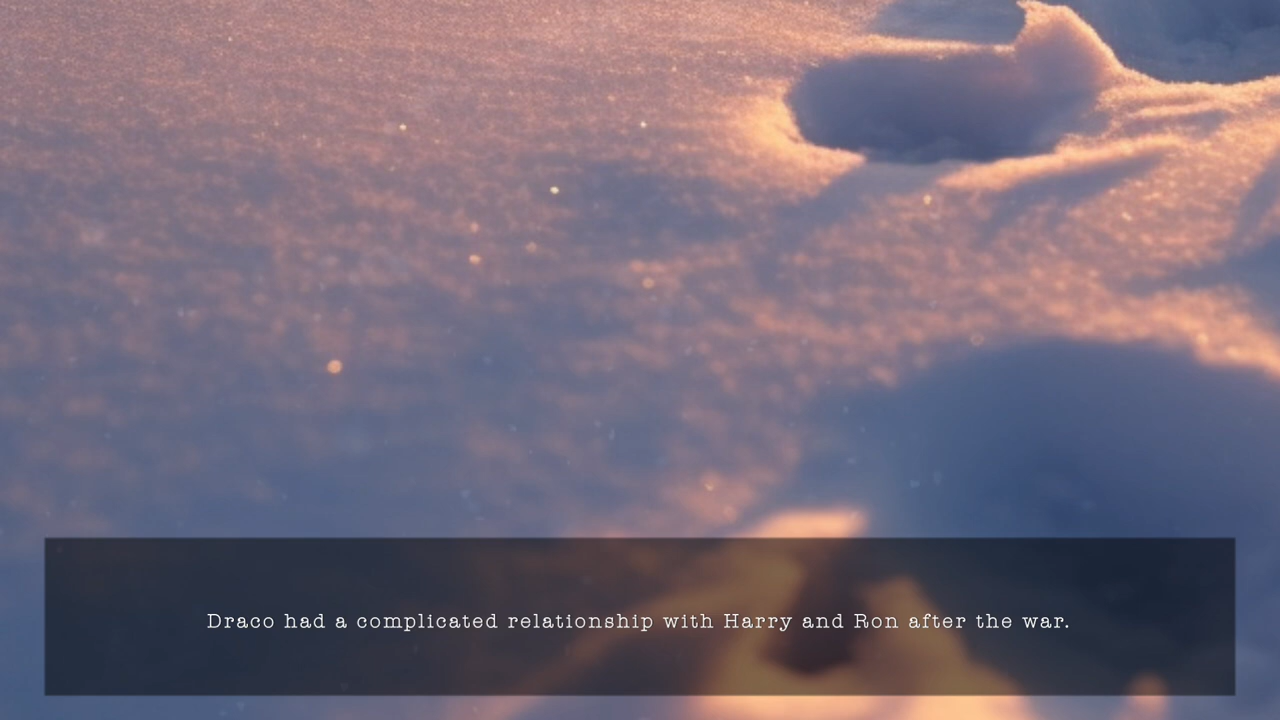 Draco had a complicated relationship with Harry and Ron after the war.